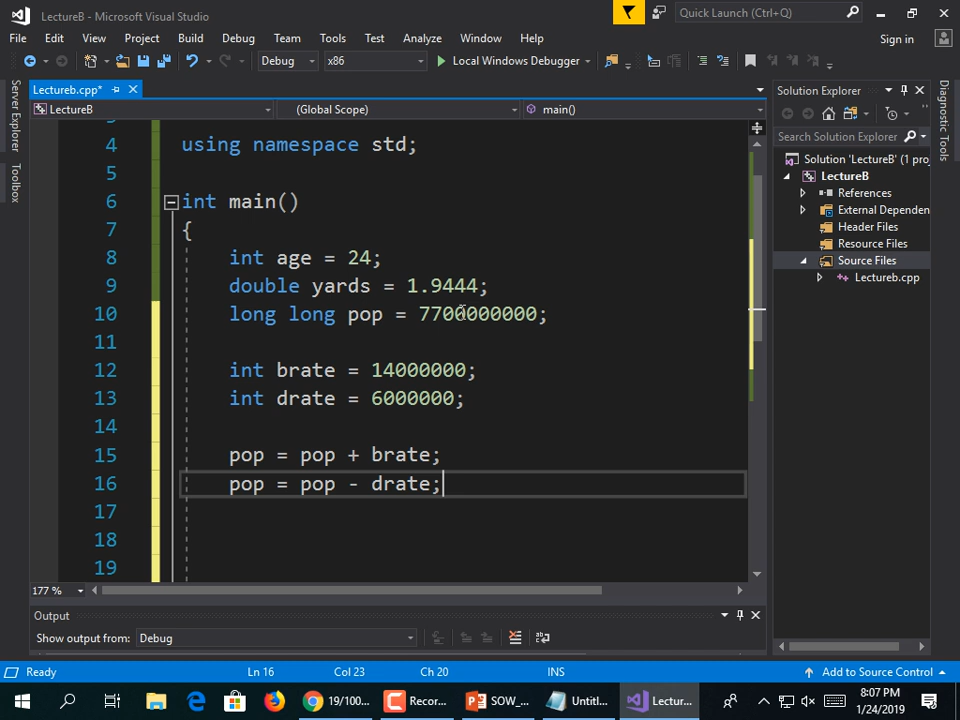 LectureB - Microsoft Visual Studio
Quick Launch (Ctrl+Q)
File Edit View Project Build Debug Team Tools Test Analyze Window Help
Sign in
Debug x86 Local Windows Debugger
Server Explorer
Toolbox
Lectureb.cpp*
LectureB (Global Scope) main()
4 using namespace std;
5
6 int main()
7 {
8 int age = 24;
9 double yards = 1.9444;
10 long long pop = 7700000000;
11
12 int brate = 14000000;
13 int drate = 6000000;
14
15 pop = pop + brate;
16 pop = pop - drate;
17
18
19
177 %
Output
Show output from: Debug
Solution Explorer
Search Solution Explorer
Solution 'LectureB' (1 proj
LectureB
References
External Dependen
Header Files
Resource Files
Source Files
Lectureb.cpp
Diagnostic Tools
Ready Ln 16 Col 23 Ch 20 INS Add to Source Control
19/100... Recor... SOW_... Untitl... Lectur...
8:07 PM
1/24/2019